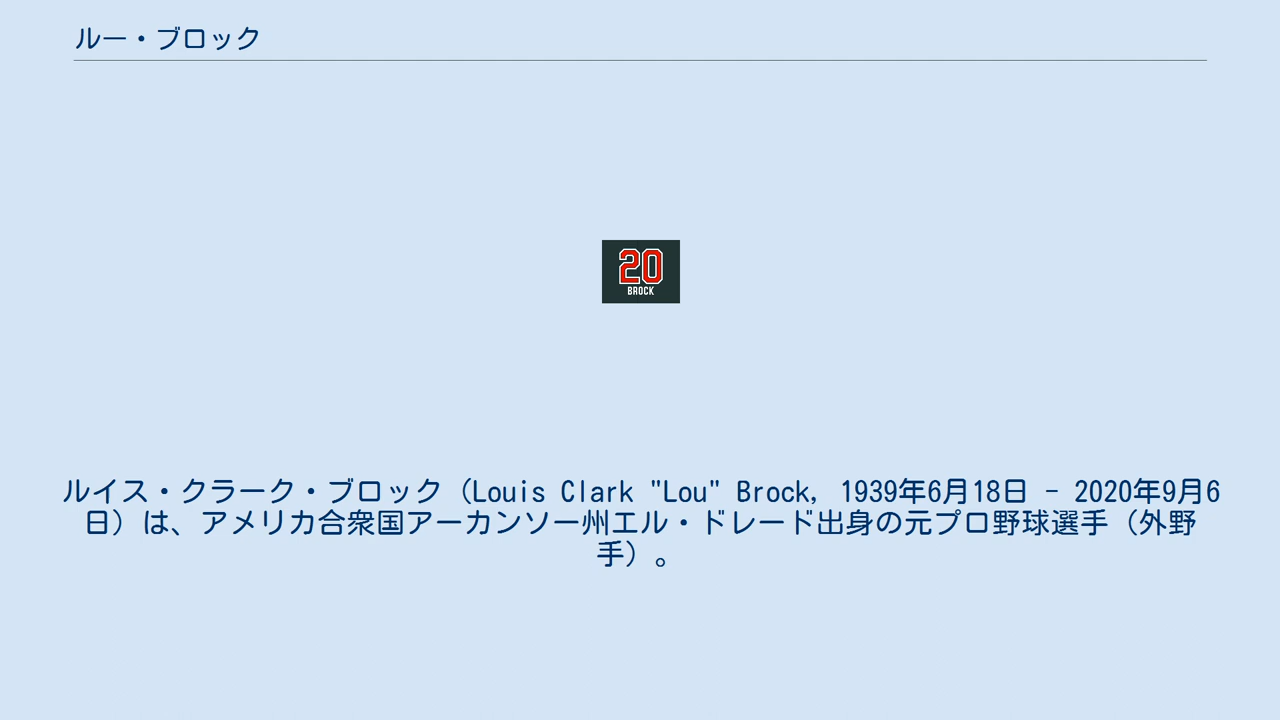 ルー・ブロック
20
BROCK
ルイス・クラーク・ブロック（Louis Clark "Lou" Brock, 1939年6月18日 - 2020年9月6
日）は、アメリカ合衆国アーカンソー州エル・ドレード出身の元プロ野球選手（外野
手）。